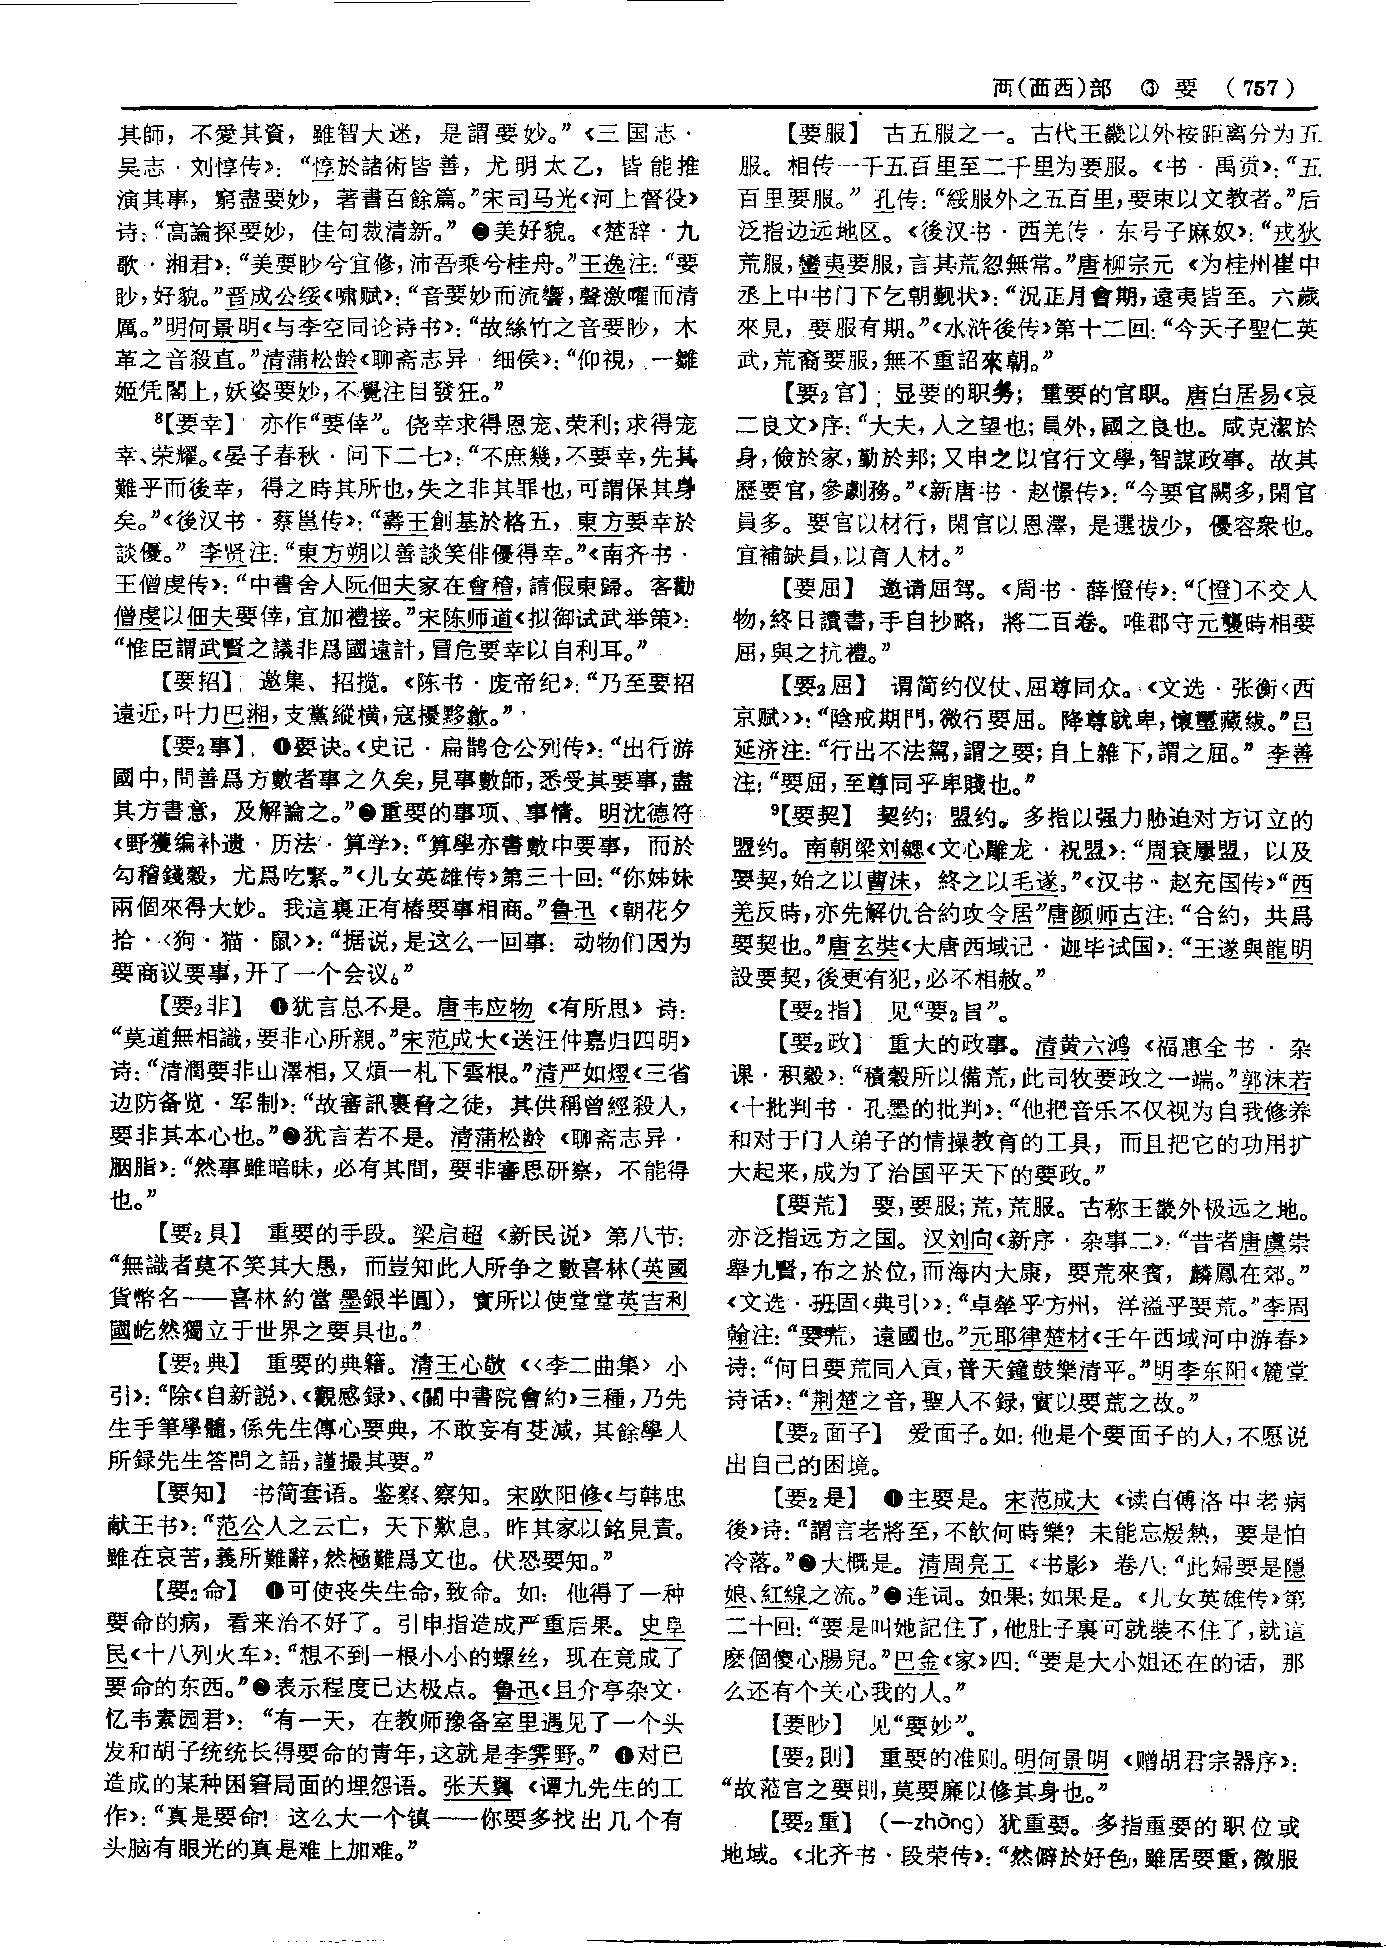 襾(覀西)部 ③ 要 （757）
其師，不愛其資，雖智大迷，是謂要妙。”《三国志·
吴志·刘惇传》：“惇於諸術皆善，尤明太乙，皆能推
演其事，窮盡要妙，著書百餘篇。”宋司马光《河上督役》
诗：“高論探要妙，佳句裁清新。”❷美好貌。《楚辞·九
歌·湘君》：“美要眇兮宜修，沛吾乘兮桂舟。”王逸注：“要
眇，好貌。”晋成公绥《啸赋》：“音要妙而流響，聲激嚁而清
厲。”明何景明《与李空同论诗书》：“故絲竹之音要眇，木
革之音殺直。”清蒲松龄《聊斋志异·细侯》：“仰視，一雛
姬凭閣上，妖姿要妙，不覺注目發狂。”
⁸【要幸】 亦作“要倖”。侥幸求得恩宠、荣利；求得宠
幸、荣耀。《晏子春秋·问下二七》：“不庶幾，不要幸，先其
難乎而後幸，得之時其所也，失之非其罪也，可謂保其身
矣。”《後汉书·蔡邕传》：“壽王創基於格五，東方要幸於
談優。”李贤注：“東方朔以善談笑俳優得幸。”《南齐书·
王僧虔传》：“中書舍人阮佃夫家在會稽，請假東歸。客勸
僧虔以佃夫要倖，宜加禮接。”宋陈师道《拟御试武举策》：
“惟臣謂武賢之議非爲國遠計，冒危要幸以自利耳。”
【要招】 邀集、招揽。《陈书·废帝纪》：“乃至要招
遠近，叶力巴湘，支黨縱橫，寇擾黟歙。”
【要₂事】 ❶要诀。《史记·扁鹊仓公列传》：“出行游
國中，問善爲方數者事之久矣，見事數師，悉受其要事，盡
其方書意，及解論之。”❷重要的事项、事情。明沈德符
《野獲编补遗·历法·算学》：“算學亦書數中要事，而於
勾稽錢穀，尤爲吃緊。”《儿女英雄传》第三十回：“你姊妹
兩個來得大妙。我這裏正有樁要事相商。”鲁迅《朝花夕
拾·〈狗·猫·鼠〉》：“据说，是这么一回事：动物们因为
要商议要事，开了一个会议。”
【要₂非】 ❶犹言总不是。唐韦应物《有所思》诗：
“莫道無相識，要非心所親。”宋范成大《送汪仲嘉归四明》
诗：“清潤要非山澤相，又煩一札下雲根。”清严如熤《三省
边防备览·军制》：“故審訊裹脅之徒，其供稱曾經殺人，
要非其本心也。”❷犹言若不是。清蒲松龄《聊斋志异·
胭脂》：“然事雖暗昧，必有其間，要非審思研察，不能得
也。”
【要₂具】 重要的手段。梁启超《新民说》第八节：
“無識者莫不笑其大愚，而豈知此人所争之數喜林（英國
貨幣名——喜林約當墨銀半圓），實所以使堂堂英吉利
國屹然獨立于世界之要具也。”
【要₂典】 重要的典籍。清王心敬《〈李二曲集〉小
引》：“除《自新説》、《觀感録》、《關中書院會約》三種，乃先
生手筆學髓，係先生傳心要典，不敢妄有芟減，其餘學人
所録先生答問之語，謹撮其要。”
【要知】 书简套语。鉴察、察知。宋欧阳修《与韩忠
献王书》：“范公人之云亡，天下歎息。昨其家以銘見責。
雖在哀苦，義所難辭，然極難爲文也。伏恐要知。”
【要₂命】 ❶可使丧失生命，致命。如：他得了一种
要命的病，看来治不好了。引申指造成严重后果。史阜
民《十八列火车》：“想不到一根小小的螺丝，现在竟成了
要命的东西。”❷表示程度已达极点。鲁迅《且介亭杂文·
忆韦素园君》：“有一天，在教师豫备室里遇见了一个头
发和胡子统统长得要命的青年，这就是李霁野。”❸对已
造成的某种困窘局面的埋怨语。张天翼《谭九先生的工
作》：“真是要命！这么大一个镇——你要多找出几个有
头脑有眼光的真是难上加难。”
【要服】 古五服之一。古代王畿以外按距离分为五
服。相传一千五百里至二千里为要服。《书·禹贡》：“五
百里要服。”孔传：“綏服外之五百里，要束以文教者。”后
泛指边远地区。《後汉书·西羌传·东号子麻奴》：“戎狄
荒服，蠻夷要服，言其荒忽無常。”唐柳宗元《为桂州崔中
丞上中书门下乞朝觐状》：“況正月會期，遠夷皆至。六歲
來見，要服有期。”《水浒後传》第十二回：“今天子聖仁英
武，荒裔要服，無不重詔來朝。”
【要₂官】 显要的职务；重要的官职。唐白居易《哀
二良文》序：“大夫，人之望也；員外，國之良也。咸克潔於
身，儉於家，勤於邦；又申之以官行文學，智謀政事。故其
歷要官，參劇務。”《新唐书·赵憬传》：“今要官闕多，閑官
員多。要官以材行，閑官以恩澤，是選拔少，優容衆也。
宜補缺員，以育人材。”
【要屈】 邀请屈驾。《周书·薛憕传》：“〔憕〕不交人
物，終日讀書，手自抄略，將二百卷。唯郡守元襲時相要
屈，與之抗禮。”
【要₂屈】 谓简约仪仗、屈尊同众。《文选·张衡〈西
京赋〉》：“陰戒期門，微行要屈。降尊就卑，懷璽藏紱。”吕
延济注：“行出不法駕，謂之要；自上雜下，謂之屈。”李善
注：“要屈，至尊同乎卑賤也。”
⁹【要契】 契约；盟约。多指以强力胁迫对方订立的
盟约。南朝梁刘勰《文心雕龙·祝盟》：“周衰屢盟，以及
要契，始之以曹沫，終之以毛遂。”《汉书·赵充国传》“西
羌反時，亦先解仇合約攻令居”唐颜师古注：“合約，共爲
要契也。”唐玄奘《大唐西域记·迦毕试国》：“王遂與龍明
設要契，後更有犯，必不相赦。”
【要₂指】 见“要₂旨”。
【要₂政】 重大的政事。清黄六鸿《福惠全书·杂
课·积穀》：“積穀所以備荒，此司牧要政之一端。”郭沫若
《十批判书·孔墨的批判》：“他把音乐不仅视为自我修养
和对于门人弟子的情操教育的工具，而且把它的功用扩
大起来，成为了治国平天下的要政。”
【要荒】 要，要服；荒，荒服。古称王畿外极远之地。
亦泛指远方之国。汉刘向《新序·杂事二》：“昔者唐虞崇
舉九賢，布之於位，而海内大康，要荒來賓，麟鳳在郊。”
《文选·班固〈典引〉》：“卓犖乎方州，洋溢乎要荒。”李周
翰注：“要荒，遠國也。”元耶律楚材《壬午西域河中游春》
诗：“何日要荒同入貢，普天鐘鼓樂清平。”明李东阳《麓堂
诗话》：“荆楚之音，聖人不録，實以要荒之故。”
【要₂面子】 爱面子。如：他是个要面子的人，不愿说
出自己的困境。
【要₂是】 ❶主要是。宋范成大《读白傅洛中老病
後》诗：“謂言老將至，不飲何時樂？未能忘煖熱，要是怕
冷落。”❷大概是。清周亮工《书影》卷八：“此婦要是隱
娘、紅線之流。”❸连词。如果；如果是。《儿女英雄传》第
二十回：“要是叫她記住了，他肚子裏可就裝不住了，就這
麽個傻心腸兒。”巴金《家》四：“要是大小姐还在的话，那
么还有个关心我的人。”
【要眇】 见“要妙”。
【要₂則】 重要的准则。明何景明《赠胡君宗器序》：
“故蒞官之要則，莫要廉以修其身也。”
【要₂重】 （—zhòng）犹重要。多指重要的职位或
地域。《北齐书·段荣传》：“然僻於好色，雖居要重，微服